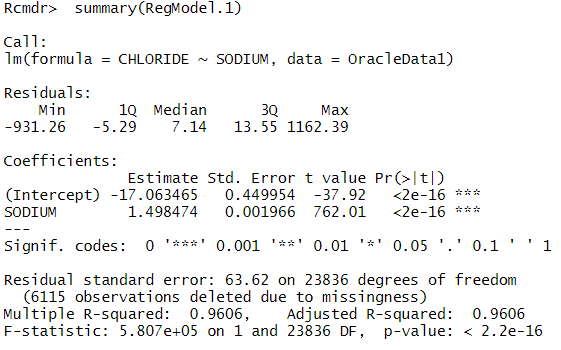 Rcmdr>  summary(RegModel.1)

Call:
lm(formula = CHLORIDE ~ SODIUM, data = OracleData1)

Residuals:
    Min      1Q  Median      3Q     Max
-931.26   -5.29    7.14   13.55 1162.39

Coefficients:
              Estimate Std. Error t value Pr(>|t|)
(Intercept) -17.063465   0.449954  -37.92   <2e-16 ***
SODIUM        1.498474   0.001966  762.01   <2e-16 ***
---
Signif. codes:  0 '***' 0.001 '**' 0.01 '*' 0.05 '.' 0.1 ' ' 1

Residual standard error: 63.62 on 23836 degrees of freedom
  (6115 observations deleted due to missingness)
Multiple R-squared:  0.9606,    Adjusted R-squared:  0.9606
F-statistic: 5.807e+05 on 1 and 23836 DF,  p-value: < 2.2e-16